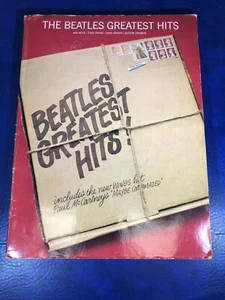 THE BEATLES GREATEST HITS
BEATLES
GREATEST
HITS!
includes the new Wings hit
Paul McCartney's "MAYBE I'M AMAZED"